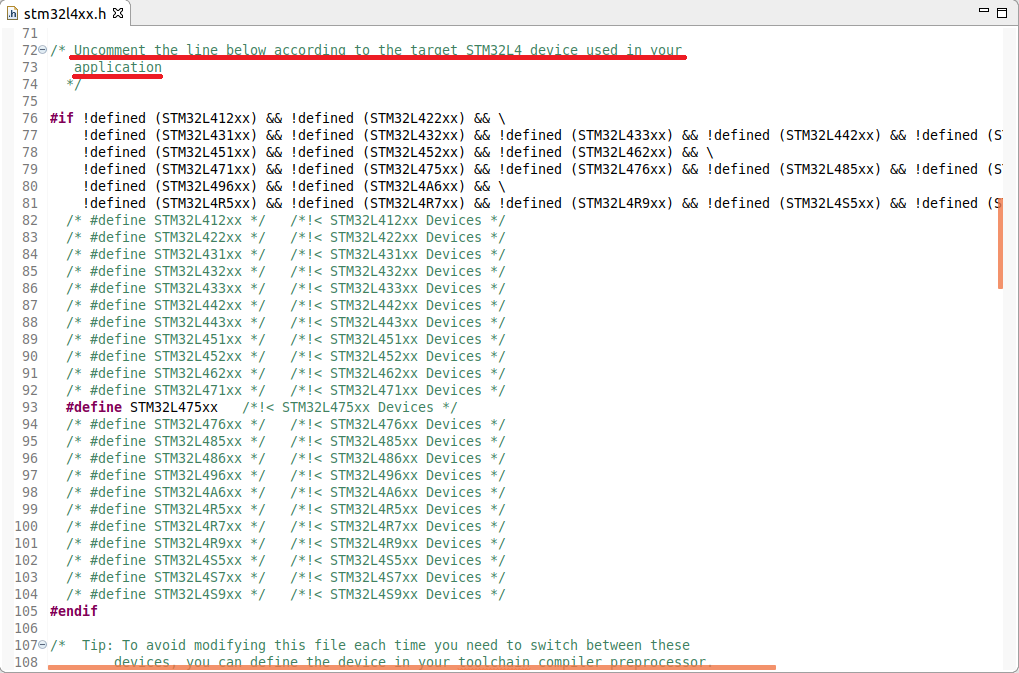 stm32l4xx.h
71
72 /* Uncomment the line below according to the target STM32L4 device used in your
73 application
74 */
75
76 #if !defined (STM32L412xx) && !defined (STM32L422xx) && \
77 !defined (STM32L431xx) && !defined (STM32L432xx) && !defined (STM32L433xx) && !defined (STM32L442xx) && !defined (S
78 !defined (STM32L451xx) && !defined (STM32L452xx) && !defined (STM32L462xx) && \
79 !defined (STM32L471xx) && !defined (STM32L475xx) && !defined (STM32L476xx) && !defined (STM32L485xx) && !defined (S
80 !defined (STM32L496xx) && !defined (STM32L4A6xx) && \
81 !defined (STM32L4R5xx) && !defined (STM32L4R7xx) && !defined (STM32L4R9xx) && !defined (STM32L4S5xx) && !defined (S
82 /* #define STM32L412xx */ /*!< STM32L412xx Devices */
83 /* #define STM32L422xx */ /*!< STM32L422xx Devices */
84 /* #define STM32L431xx */ /*!< STM32L431xx Devices */
85 /* #define STM32L432xx */ /*!< STM32L432xx Devices */
86 /* #define STM32L433xx */ /*!< STM32L433xx Devices */
87 /* #define STM32L442xx */ /*!< STM32L442xx Devices */
88 /* #define STM32L443xx */ /*!< STM32L443xx Devices */
89 /* #define STM32L451xx */ /*!< STM32L451xx Devices */
90 /* #define STM32L452xx */ /*!< STM32L452xx Devices */
91 /* #define STM32L462xx */ /*!< STM32L462xx Devices */
92 /* #define STM32L471xx */ /*!< STM32L471xx Devices */
93 #define STM32L475xx /*!< STM32L475xx Devices */
94 /* #define STM32L476xx */ /*!< STM32L476xx Devices */
95 /* #define STM32L485xx */ /*!< STM32L485xx Devices */
96 /* #define STM32L486xx */ /*!< STM32L486xx Devices */
97 /* #define STM32L496xx */ /*!< STM32L496xx Devices */
98 /* #define STM32L4A6xx */ /*!< STM32L4A6xx Devices */
99 /* #define STM32L4R5xx */ /*!< STM32L4R5xx Devices */
100 /* #define STM32L4R7xx */ /*!< STM32L4R7xx Devices */
101 /* #define STM32L4R9xx */ /*!< STM32L4R9xx Devices */
102 /* #define STM32L4S5xx */ /*!< STM32L4S5xx Devices */
103 /* #define STM32L4S7xx */ /*!< STM32L4S7xx Devices */
104 /* #define STM32L4S9xx */ /*!< STM32L4S9xx Devices */
105 #endif
106
107 /* Tip: To avoid modifying this file each time you need to switch between these
108 devices, you can define the device in your toolchain compiler preprocessor.